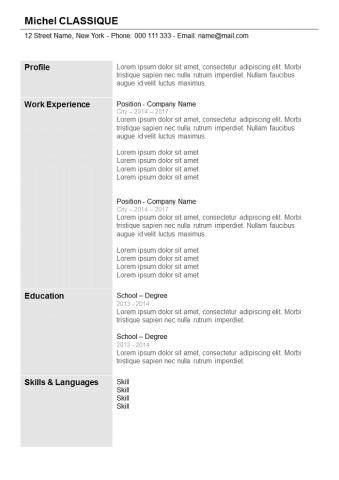 Michel CLASSIQUE
12 Street Name, New York - Phone: 000 111 333 - Email: name@mail.com
Profile
Lorem ipsum dolor sit amet, consectetur adipiscing elit. Morbi
tristique sapien nec nulla rutrum imperdiet. Nullam faucibus
augue id velit luctus maximus.
Work Experience
Position - Company Name
City – 2014 – 2017
Lorem ipsum dolor sit amet, consectetur adipiscing elit. Morbi
tristique sapien nec nulla rutrum imperdiet. Nullam faucibus
augue id velit luctus maximus.
Lorem ipsum dolor sit amet
Lorem ipsum dolor sit amet
Lorem ipsum dolor sit amet
Lorem ipsum dolor sit amet
Position - Company Name
City – 2014 – 2017
Lorem ipsum dolor sit amet, consectetur adipiscing elit. Morbi
tristique sapien nec nulla rutrum imperdiet. Nullam faucibus
augue id velit luctus maximus.
Lorem ipsum dolor sit amet
Lorem ipsum dolor sit amet
Lorem ipsum dolor sit amet
Lorem ipsum dolor sit amet
Education
School – Degree
2013 - 2014
Lorem ipsum dolor sit amet, consectetur adipiscing elit. Morbi
tristique sapien nec nulla rutrum imperdiet.
School – Degree
2013 - 2014
Lorem ipsum dolor sit amet, consectetur adipiscing elit. Morbi
tristique sapien nec nulla rutrum imperdiet.
Skills & Languages
Skill
Skill
Skill
Skill